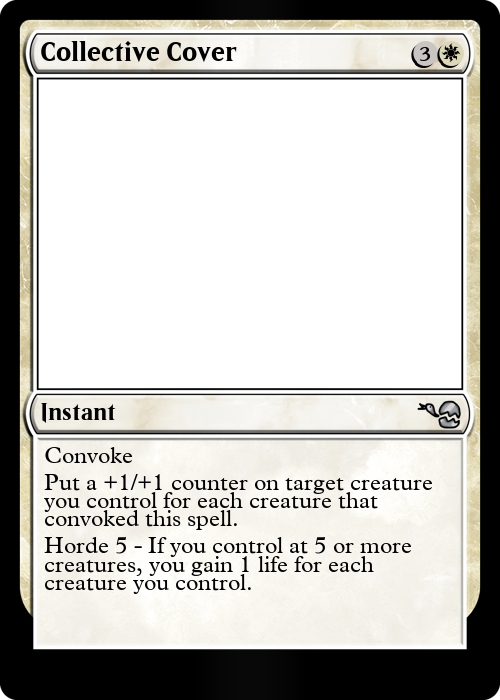 Collective Cover 3
Instant
Convoke
Put a +1/+1 counter on target creature
you control for each creature that
convoked this spell.
Horde 5 - If you control at 5 or more
creatures, you gain 1 life for each
creature you control.